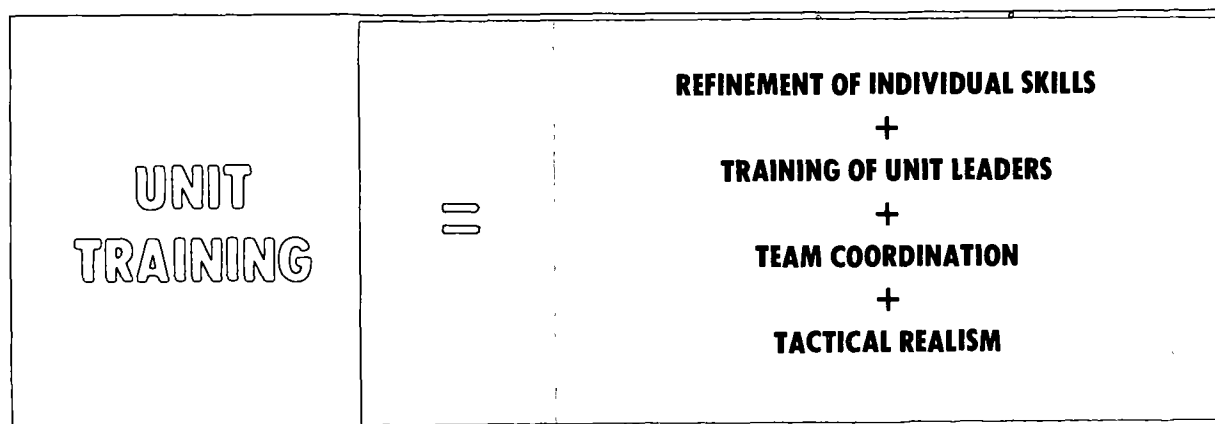 UNIT
TRAINING
=
REFINEMENT OF INDIVIDUAL SKILLS
+
TRAINING OF UNIT LEADERS
+
TEAM COORDINATION
+
TACTICAL REALISM